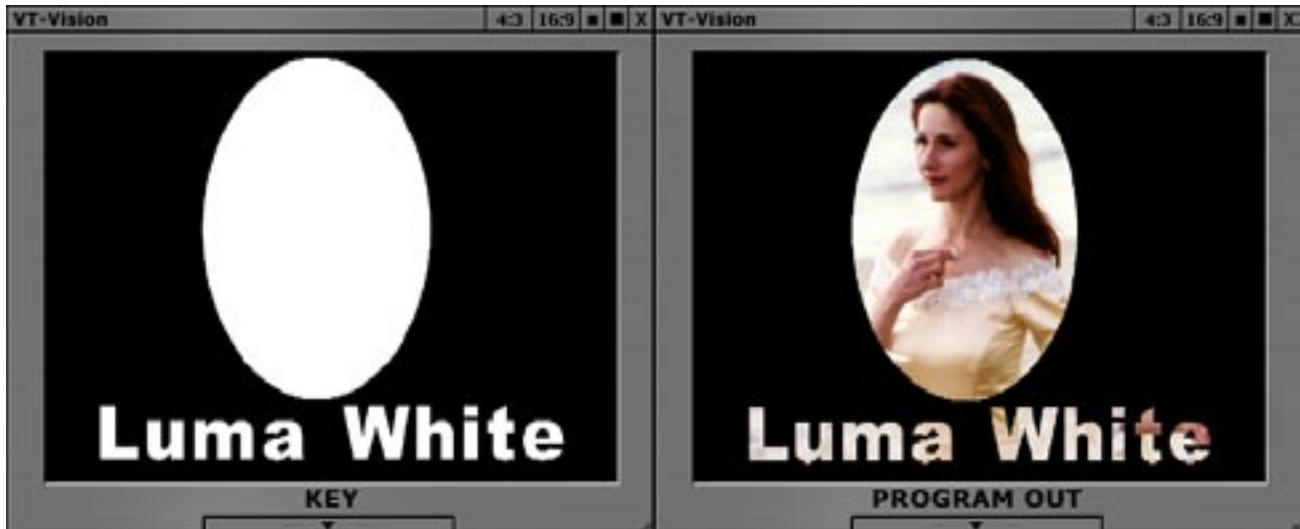 VT-Vision 4:3 16:9 X
Luma White
KEY
VT-Vision 4:3 16:9 X
Luma White
PROGRAM OUT